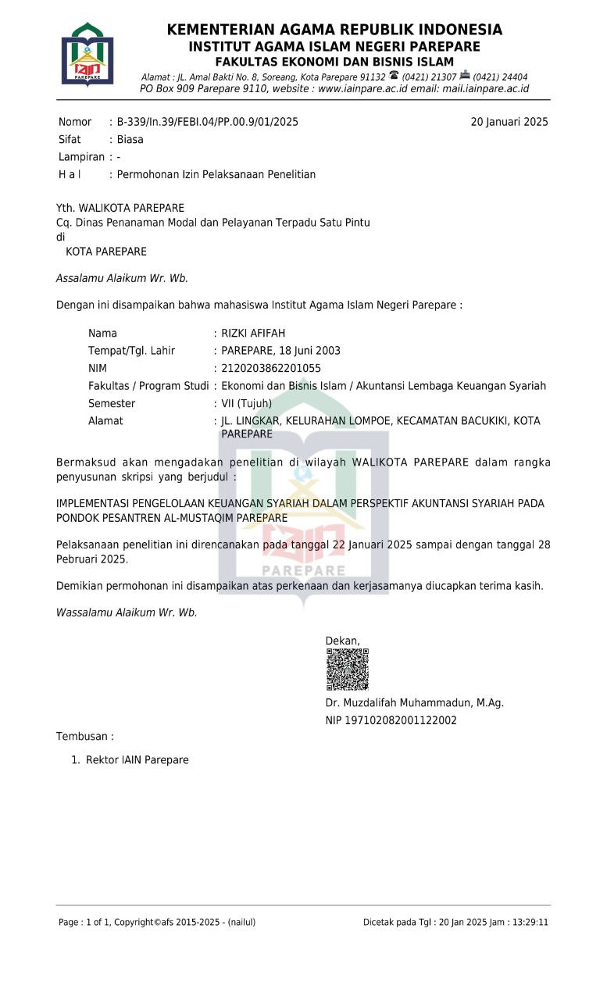 KEMENTERIAN AGAMA REPUBLIK INDONESIA
INSTITUT AGAMA ISLAM NEGERI PAREPARE
FAKULTAS EKONOMI DAN BISNIS ISLAM
Alamat : JL. Amal Bakti No. 8, Soreang, Kota Parepare 91132 ☎ (0421) 21307 📠 (0421) 24404
PO Box 909 Parepare 9110, website : www.iainpare.ac.id email: mail.iainpare.ac.id
iain
PAREPARE
Nomor : B-339/In.39/FEBI.04/PP.00.9/01/2025 20 Januari 2025
Sifat : Biasa
Lampiran : -
H a l : Permohonan Izin Pelaksanaan Penelitian
Yth. WALIKOTA PAREPARE
Cq. Dinas Penanaman Modal dan Pelayanan Terpadu Satu Pintu
di
KOTA PAREPARE
Assalamu Alaikum Wr. Wb.
Dengan ini disampaikan bahwa mahasiswa Institut Agama Islam Negeri Parepare :
Nama : RIZKI AFIFAH
Tempat/Tgl. Lahir : PAREPARE, 18 Juni 2003
NIM : 2120203862201055
Fakultas / Program Studi : Ekonomi dan Bisnis Islam / Akuntansi Lembaga Keuangan Syariah
Semester : VII (Tujuh)
Alamat : JL. LINGKAR, KELURAHAN LOMPOE, KECAMATAN BACUKIKI, KOTA
PAREPARE
Bermaksud akan mengadakan penelitian di wilayah WALIKOTA PAREPARE dalam rangka
penyusunan skripsi yang berjudul :
IMPLEMENTASI PENGELOLAAN KEUANGAN SYARIAH DALAM PERSPEKTIF AKUNTANSI SYARIAH PADA
PONDOK PESANTREN AL-MUSTAQIM PAREPARE
Pelaksanaan penelitian ini direncanakan pada tanggal 22 Januari 2025 sampai dengan tanggal 28
Pebruari 2025.
iain
PAREPARE
Demikian permohonan ini disampaikan atas perkenaan dan kerjasamanya diucapkan terima kasih.
Wassalamu Alaikum Wr. Wb.
Dekan,
Dr. Muzdalifah Muhammadun, M.Ag.
NIP 197102082001122002
Tembusan :
1. Rektor IAIN Parepare
Page : 1 of 1, Copyright©afs 2015-2025 - (nailul) Dicetak pada Tgl : 20 Jan 2025 Jam : 13:29:11